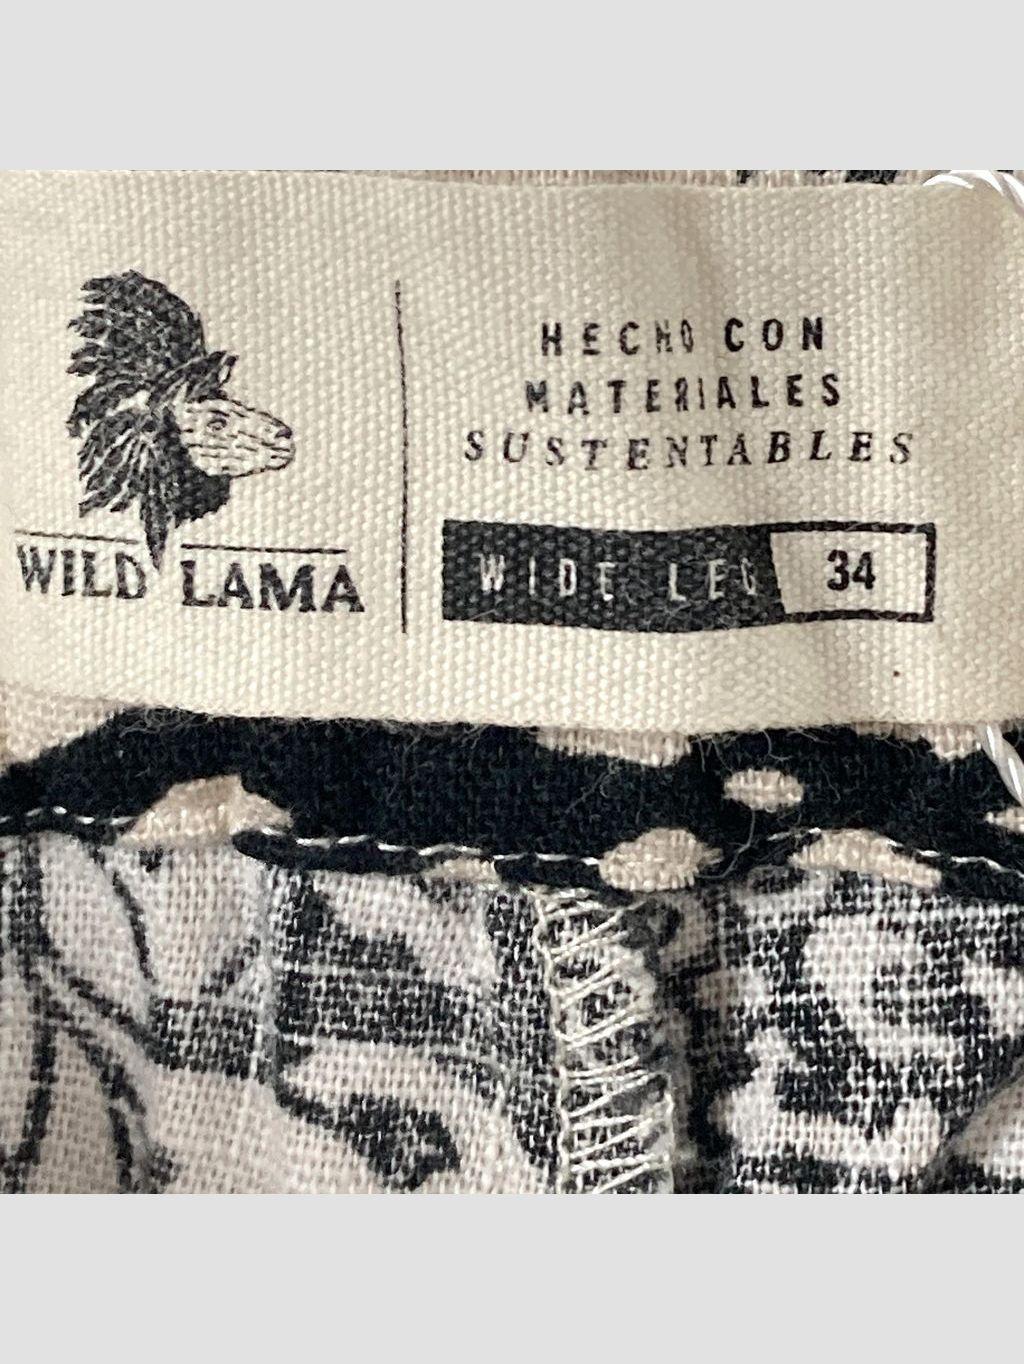 WILD LAMA
HECHO CON
MATERIALES
SUSTENTABLES
WIDE LEG 34